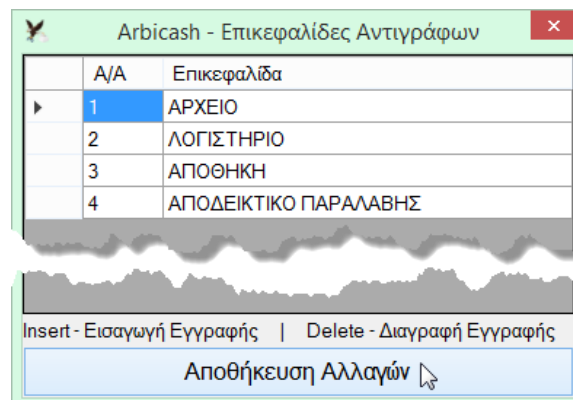 Arbicash - Επικεφαλίδες Αντιγράφων
Α/Α Επικεφαλίδα
1 ΑΡΧΕΙΟ
2 ΛΟΓΙΣΤΗΡΙΟ
3 ΑΠΟΘΗΚΗ
4 ΑΠΟΔΕΙΚΤΙΚΟ ΠΑΡΑΛΑΒΗΣ
Insert - Εισαγωγή Εγγραφής | Delete - Διαγραφή Εγγραφής
Αποθήκευση Αλλαγών